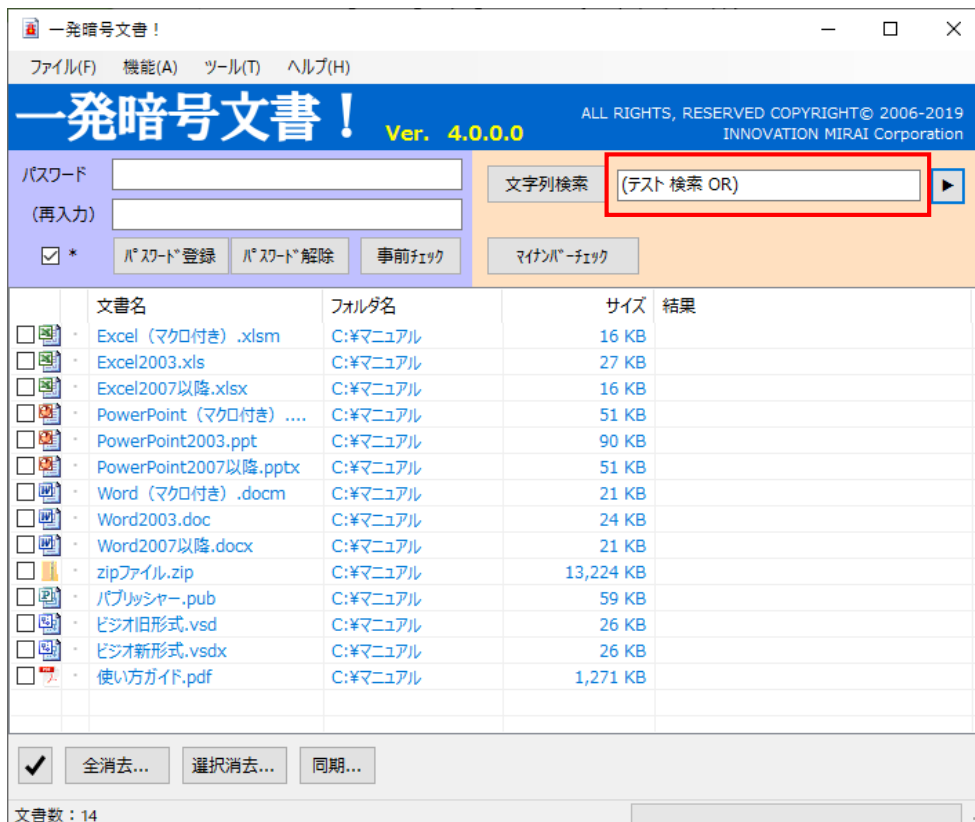 一発暗号文書！
ファイル(F) 機能(A) ツール(T) ヘルプ(H)
一発暗号文書！ Ver. 4.0.0.0
ALL RIGHTS, RESERVED COPYRIGHT© 2006-2019
INNOVATION MIRAI Corporation
パスワード
(再入力)
* パスワード登録 パスワード解除 事前チェック
文字列検索 (テスト 検索 OR)
マイナンバーチェック
文書名 フォルダ名 サイズ 結果
Excel（マクロ付き）.xlsm C:¥マニュアル 16 KB
Excel2003.xls C:¥マニュアル 27 KB
Excel2007以降.xlsx C:¥マニュアル 16 KB
PowerPoint（マクロ付き）.... C:¥マニュアル 51 KB
PowerPoint2003.ppt C:¥マニュアル 90 KB
PowerPoint2007以降.pptx C:¥マニュアル 51 KB
Word（マクロ付き）.docm C:¥マニュアル 21 KB
Word2003.doc C:¥マニュアル 24 KB
Word2007以降.docx C:¥マニュアル 21 KB
zipファイル.zip C:¥マニュアル 13,224 KB
パブリッシャー.pub C:¥マニュアル 59 KB
ビジオ旧形式.vsd C:¥マニュアル 26 KB
ビジオ新形式.vsdx C:¥マニュアル 26 KB
使い方ガイド.pdf C:¥マニュアル 1,271 KB
全消去... 選択消去... 同期...
文書数：14